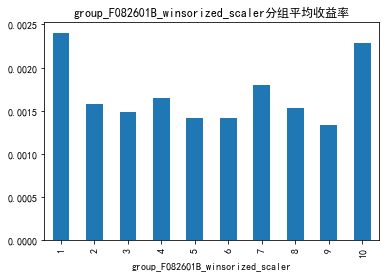 group_F082601B_winsorized_scaler分组平均收益率
0.0025
0.0020
0.0015
0.0010
0.0005
0.0000
1 2 3 4 5 6 7 8 9 10
group_F082601B_winsorized_scaler